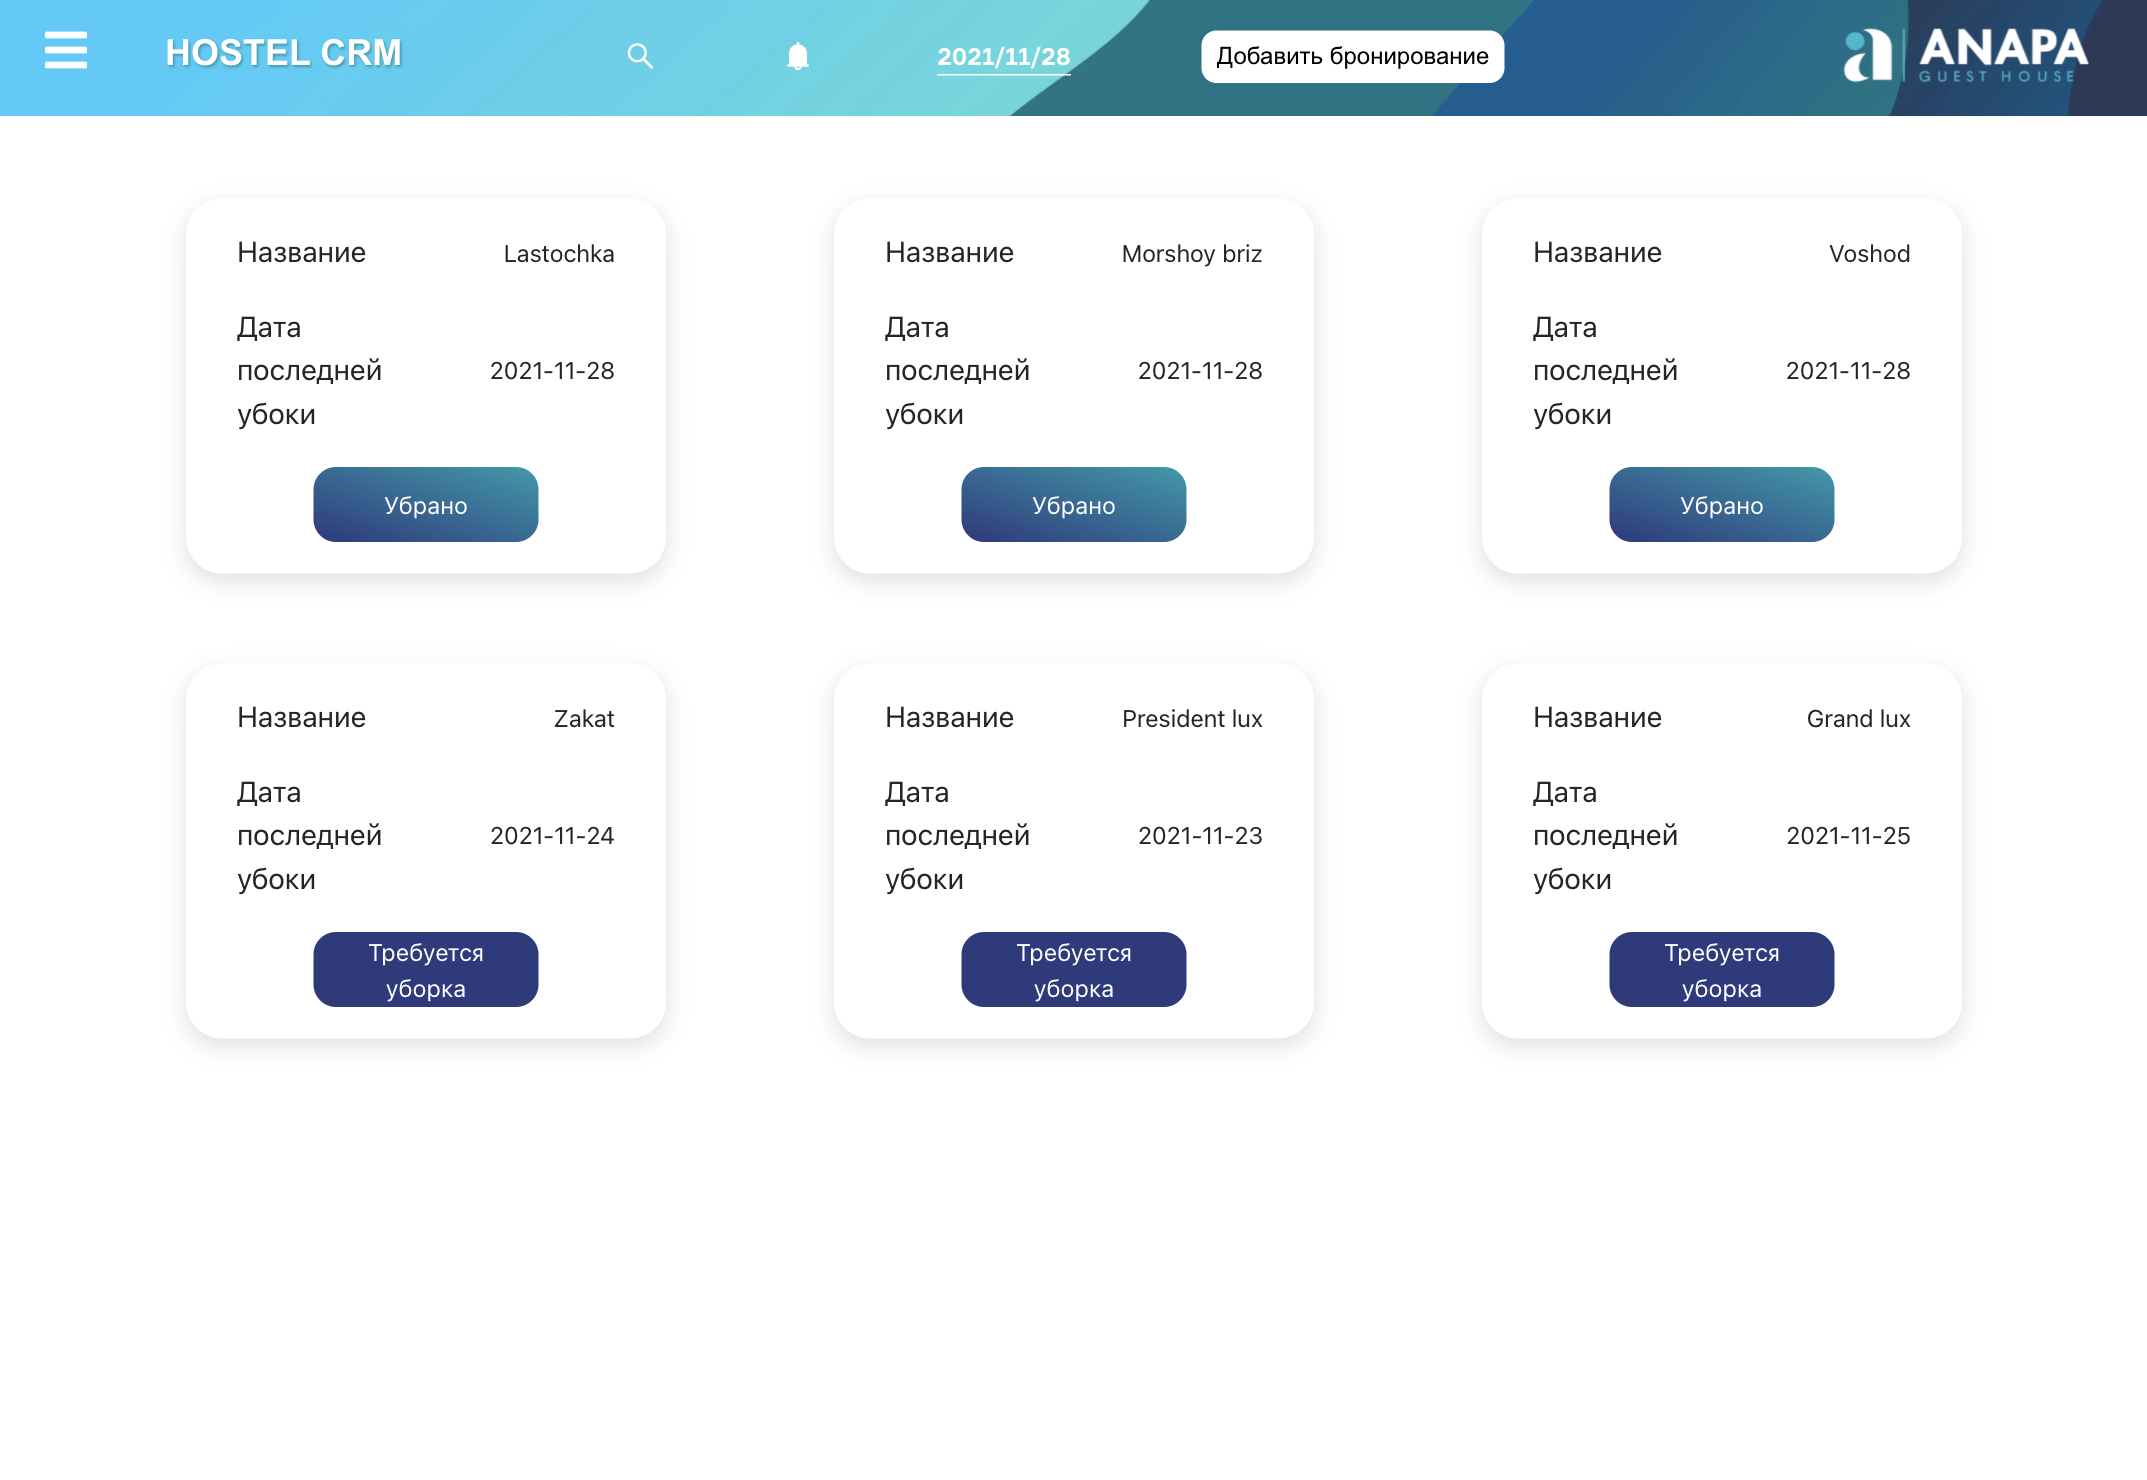 HOSTEL CRM
2021/11/28
Добавить бронирование
ANAPA
GUEST HOUSE
Название Lastochka
Дата
последней 2021-11-28
убоки
Убрано
Название Morshoy briz
Дата
последней 2021-11-28
убоки
Убрано
Название Voshod
Дата
последней 2021-11-28
убоки
Убрано
Название Zakat
Дата
последней 2021-11-24
убоки
Требуется
уборка
Название President lux
Дата
последней 2021-11-23
убоки
Требуется
уборка
Название Grand lux
Дата
последней 2021-11-25
убоки
Требуется
уборка